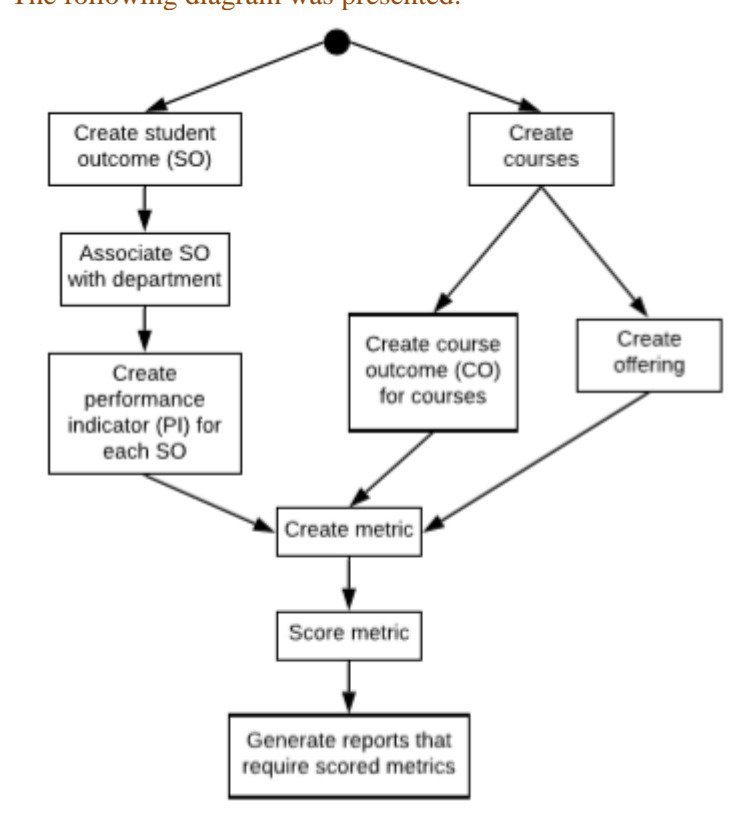 The following diagram was presented:
Create student
outcome (SO)
Create
courses
Associate SO
with department
Create course
outcome (CO)
for courses
Create
offering
Create
performance
indicator (PI) for
each SO
Create metric
Score metric
Generate reports that
require scored metrics